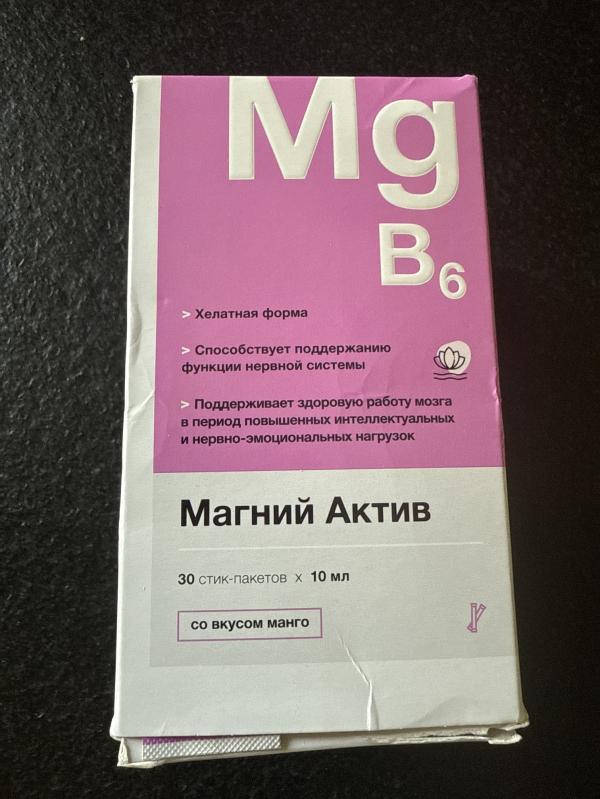 Mg
B6
> Хелатная форма
> Способствует поддержанию
функции нервной системы
> Поддерживает здоровую работу мозга
в период повышенных интеллектуальных
и нервно-эмоциональных нагрузок
Магний Актив
30 стик-пакетов х 10 мл
со вкусом манго